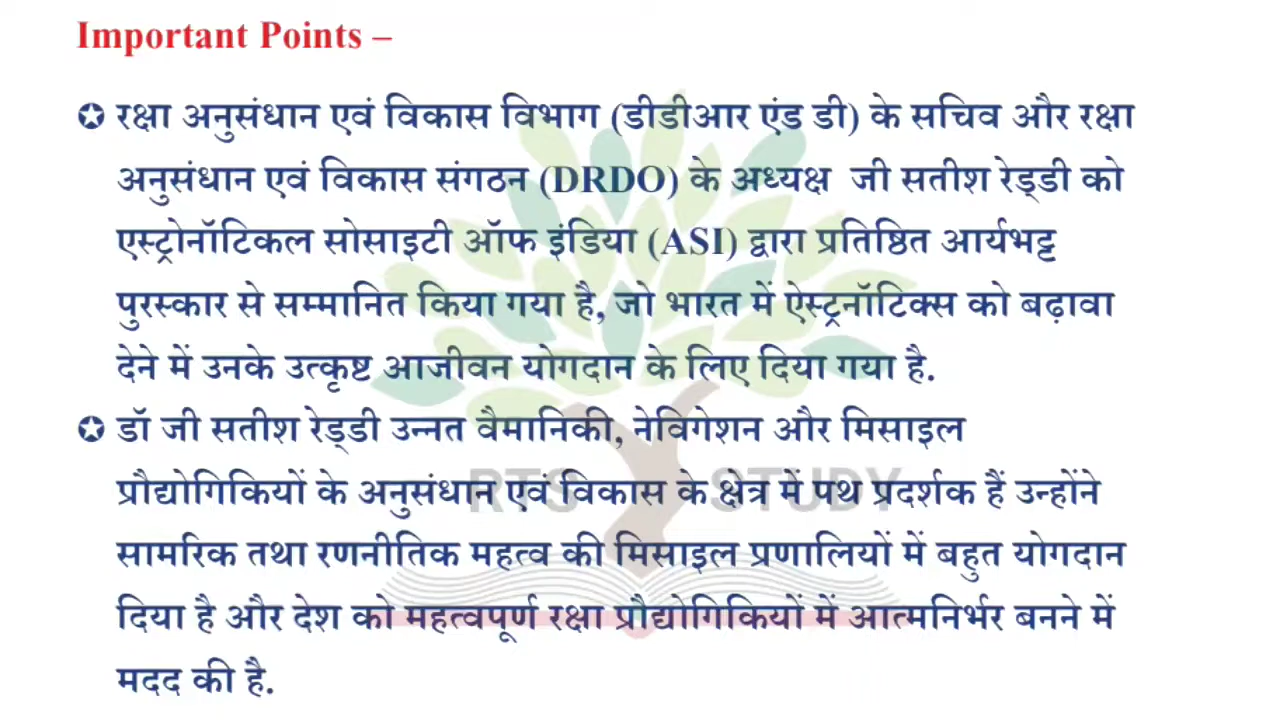 Important Points –
✪ रक्षा अनुसंधान एवं विकास विभाग (डीडीआर एंड डी) के सचिव और रक्षा
अनुसंधान एवं विकास संगठन (DRDO) के अध्यक्ष जी सतीश रेड्डी को
एस्ट्रोनॉटिकल सोसाइटी ऑफ इंडिया (ASI) द्वारा प्रतिष्ठित आर्यभट्ट
पुरस्कार से सम्मानित किया गया है, जो भारत में ऐस्ट्रनॉटिक्स को बढ़ावा
देने में उनके उत्कृष्ट आजीवन योगदान के लिए दिया गया है.
✪ डॉ जी सतीश रेड्डी उन्नत वैमानिकी, नेविगेशन और मिसाइल
प्रौद्योगिकियों के अनुसंधान एवं विकास के क्षेत्र में पथ प्रदर्शक हैं उन्होंने
सामरिक तथा रणनीतिक महत्व की मिसाइल प्रणालियों में बहुत योगदान
दिया है और देश को महत्वपूर्ण रक्षा प्रौद्योगिकियों में आत्मनिर्भर बनने में
मदद की है.
RTS STUDY